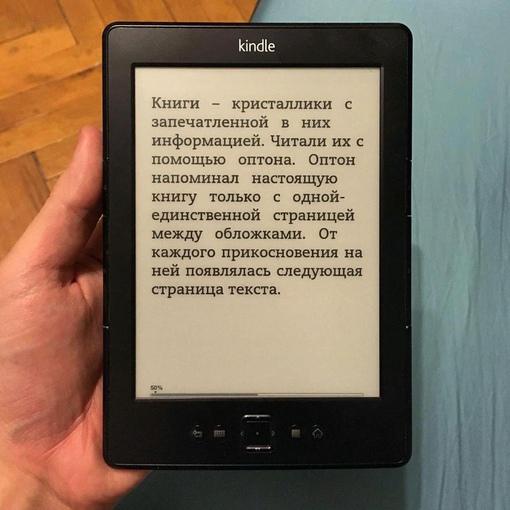 kindle
Книги – кристаллики с
запечатленной в них
информацией. Читали их с
помощью оптона. Оптон
напоминал настоящую
книгу только с одной-
единственной страницей
между обложками. От
каждого прикосновения на
ней появлялась следующая
страница текста.
50%